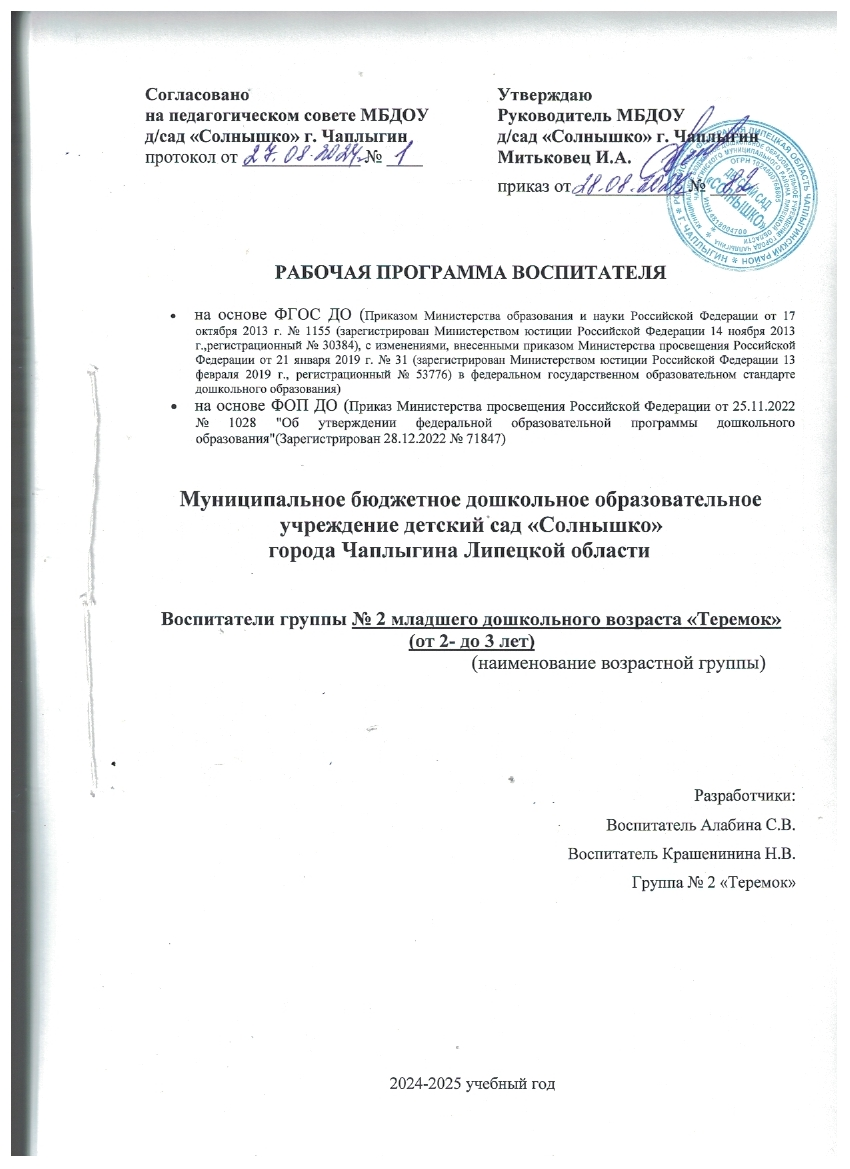 Согласовано
на педагогическом совете МБДОУ
д/сад «Солнышко» г. Чаплыгин
протокол от 27.08.2024 № 1
Утверждаю
Руководитель МБДОУ
д/сад «Солнышко» г. Чаплыгин
Митьковец И.А.
приказ от 28.08.2024 № 82
РАБОЧАЯ ПРОГРАММА ВОСПИТАТЕЛЯ
• на основе ФГОС ДО (Приказом Министерства образования и науки Российской Федерации от 17
октября 2013 г. № 1155 (зарегистрирован Министерством юстиции Российской Федерации 14 ноября 2013
г.,регистрационный № 30384), с изменениями, внесенными приказом Министерства просвещения Российской
Федерации от 21 января 2019 г. № 31 (зарегистрирован Министерством юстиции Российской Федерации 13
февраля 2019 г., регистрационный № 53776) в федеральном государственном образовательном стандарте
дошкольного образования)
• на основе ФОП ДО (Приказ Министерства просвещения Российской Федерации от 25.11.2022
№ 1028 "Об утверждении федеральной образовательной программы дошкольного
образования"(Зарегистрирован 28.12.2022 № 71847)
Муниципальное бюджетное дошкольное образовательное
учреждение детский сад «Солнышко»
города Чаплыгина Липецкой области
Воспитатели группы № 2 младшего дошкольного возраста «Теремок»
(от 2- до 3 лет)
(наименование возрастной группы)
Разработчики:
Воспитатель Алабина С.В.
Воспитатель Крашенинина Н.В.
Группа № 2 «Теремок»
2024-2025 учебный год